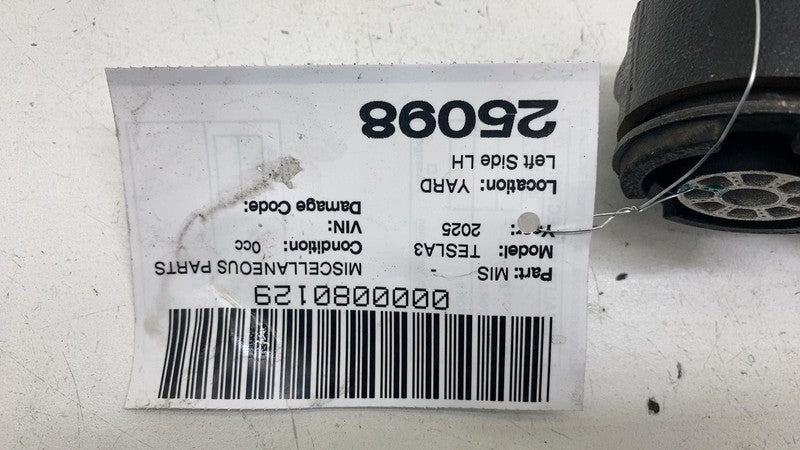 0000080129
MISCELLANEOUS PARTS
Part: MIS -
Model: TESLA3 Condition: 0cc
Year: 2025 VIN:
Damage Code:
Location: YARD
Left Side LH
25098